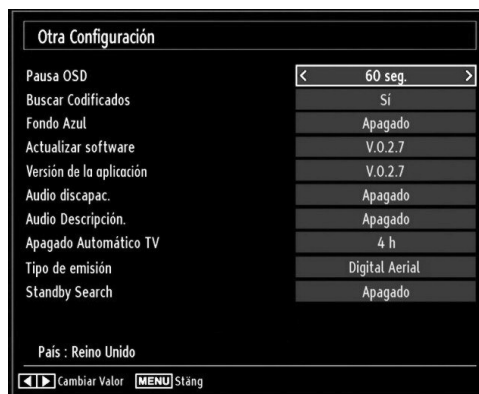 Otra Configuración
Pausa OSD < 60 seg. >
Buscar Codificados Sí
Fondo Azul Apagado
Actualizar software V.0.2.7
Versión de la aplicación V.0.2.7
Audio discapac. Apagado
Audio Descripción. Apagado
Apagado Automático TV 4 h
Tipo de emisión Digital Aerial
Standby Search Apagado
País : Reino Unido
Cambiar Valor MENU Stäng